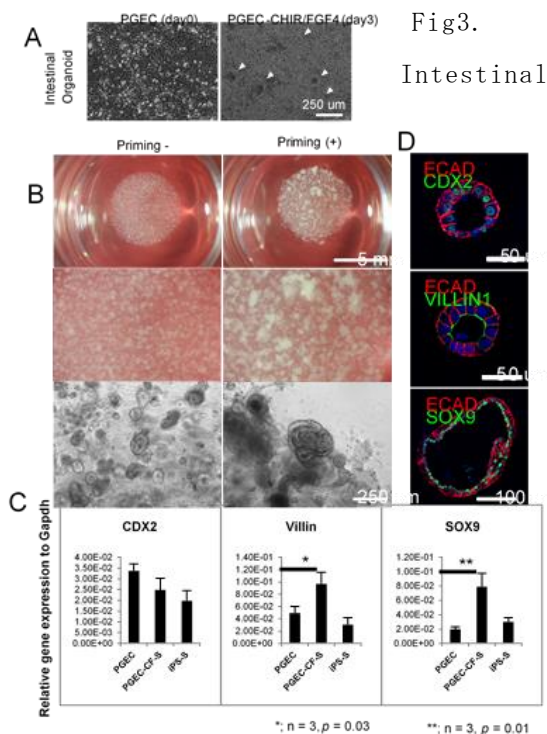 Fig3.
Intestinal
A
PGEC (day0)
PGEC -CHIR/FGF4 (day3)
Intestinal
Organoid
250 um
Priming -
Priming (+)
B
5 mm
250 um
D
ECAD
CDX2
50 um
ECAD
VILLIN1
50 um
ECAD
SOX9
100
C
Relative gene expression to Gapdh
CDX2
4.00E-02
3.50E-02
3.00E-02
2.50E-02
2.00E-02
1.50E-02
1.00E-02
5.00E-03
0.00E+00
PGEC
PGEC-CF-S
iPS-S
Villin
*
1.40E-01
1.20E-01
1.00E-01
8.00E-02
6.00E-02
4.00E-02
2.00E-02
0.00E+00
PGEC
PGEC-CF-S
iPS-S
*; n = 3, p = 0.03
SOX9
**
1.20E-01
1.00E-01
8.00E-02
6.00E-02
4.00E-02
2.00E-02
0.00E+00
PGEC
PGEC-CF-S
iPS-S
**; n = 3, p = 0.01